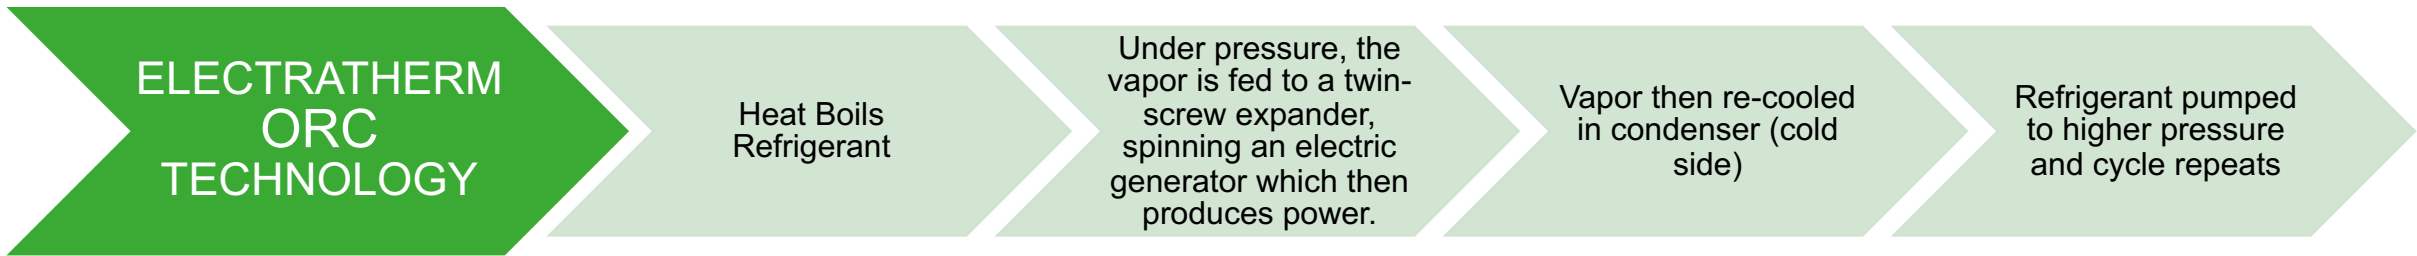 ELECTRATHERM
ORC
TECHNOLOGY
Heat Boils
Refrigerant
Under pressure, the
vapor is fed to a twin-
screw expander,
spinning an electric
generator which then
produces power.
Vapor then re-cooled
in condenser (cold
side)
Refrigerant pumped
to higher pressure
and cycle repeats